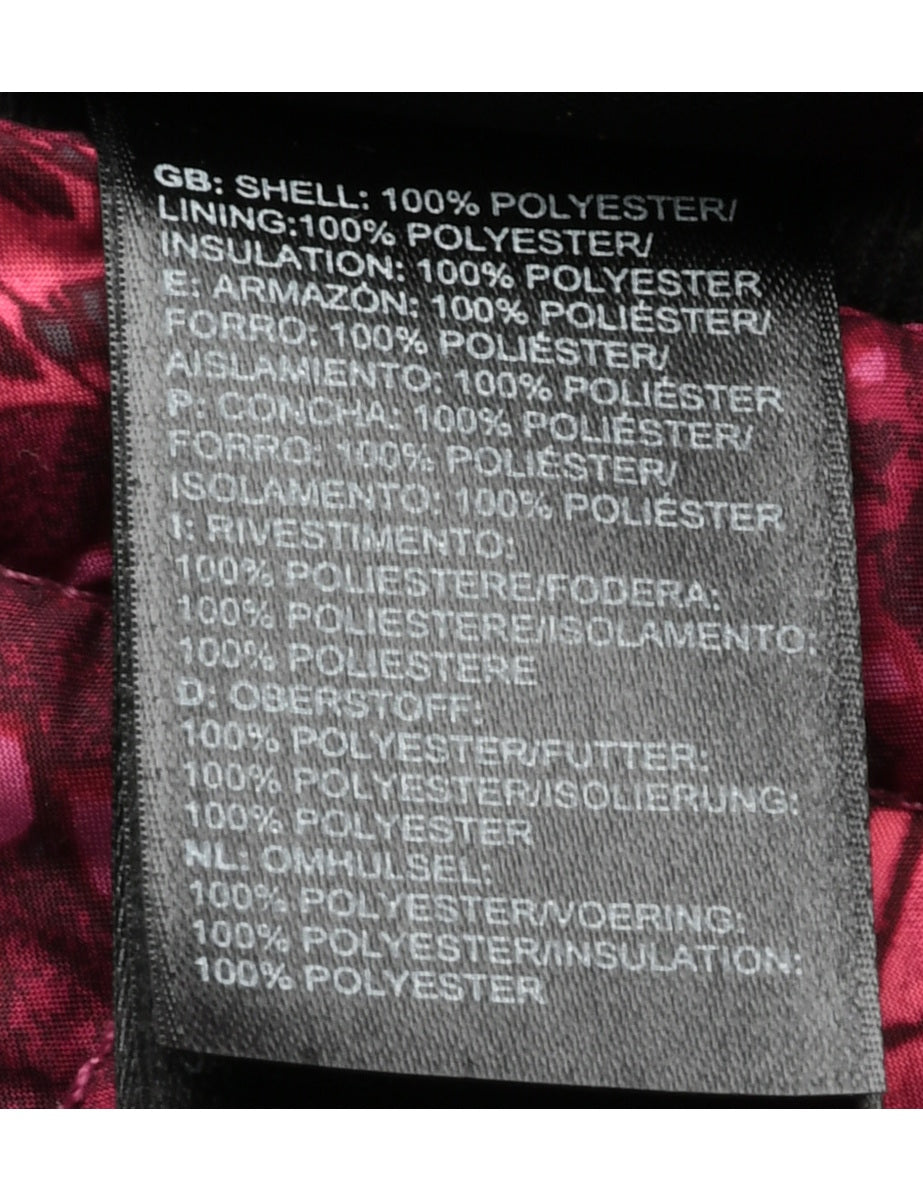 GB: SHELL: 100% POLYESTER/
LINING:100% POLYESTER/
INSULATION: 100% POLYESTER
E: ARMAZÓN: 100% POLIÉSTER/
FORRO: 100% POLIÉSTER/
AISLAMIENTO: 100% POLIÉSTER
P: CONCHA: 100% POLIÉSTER/
FORRO: 100% POLIÉSTER/
ISOLAMENTO: 100% POLIÉSTER
I: RIVESTIMENTO:
100% POLIESTERE/FODERA:
100% POLIESTERE/ISOLAMENTO:
100% POLIESTERE
D: OBERSTOFF:
100% POLYESTER/FUTTER:
100% POLYESTER/ISOLIERUNG:
100% POLYESTER
NL: OMHULSEL:
100% POLYESTER/VOERING:
100% POLYESTER/INSULATION:
100% POLYESTER